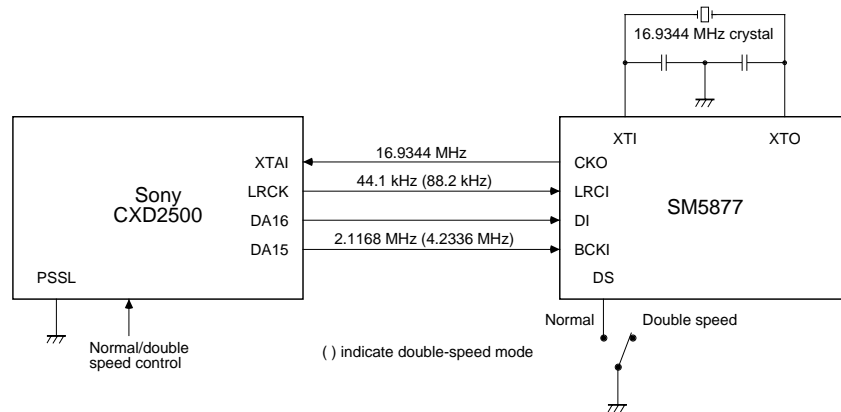 16.9344 MHz crystal
XTI
XTO
XTAI
16.9344 MHz
CKO
Sony
CXD2500
LRCK
44.1 kHz (88.2 kHz)
LRCI
SM5877
DA16
DI
DA15
2.1168 MHz (4.2336 MHz)
BCKI
PSSL
DS
Normal
Double speed
Normal/double
speed control
( ) indicate double-speed mode